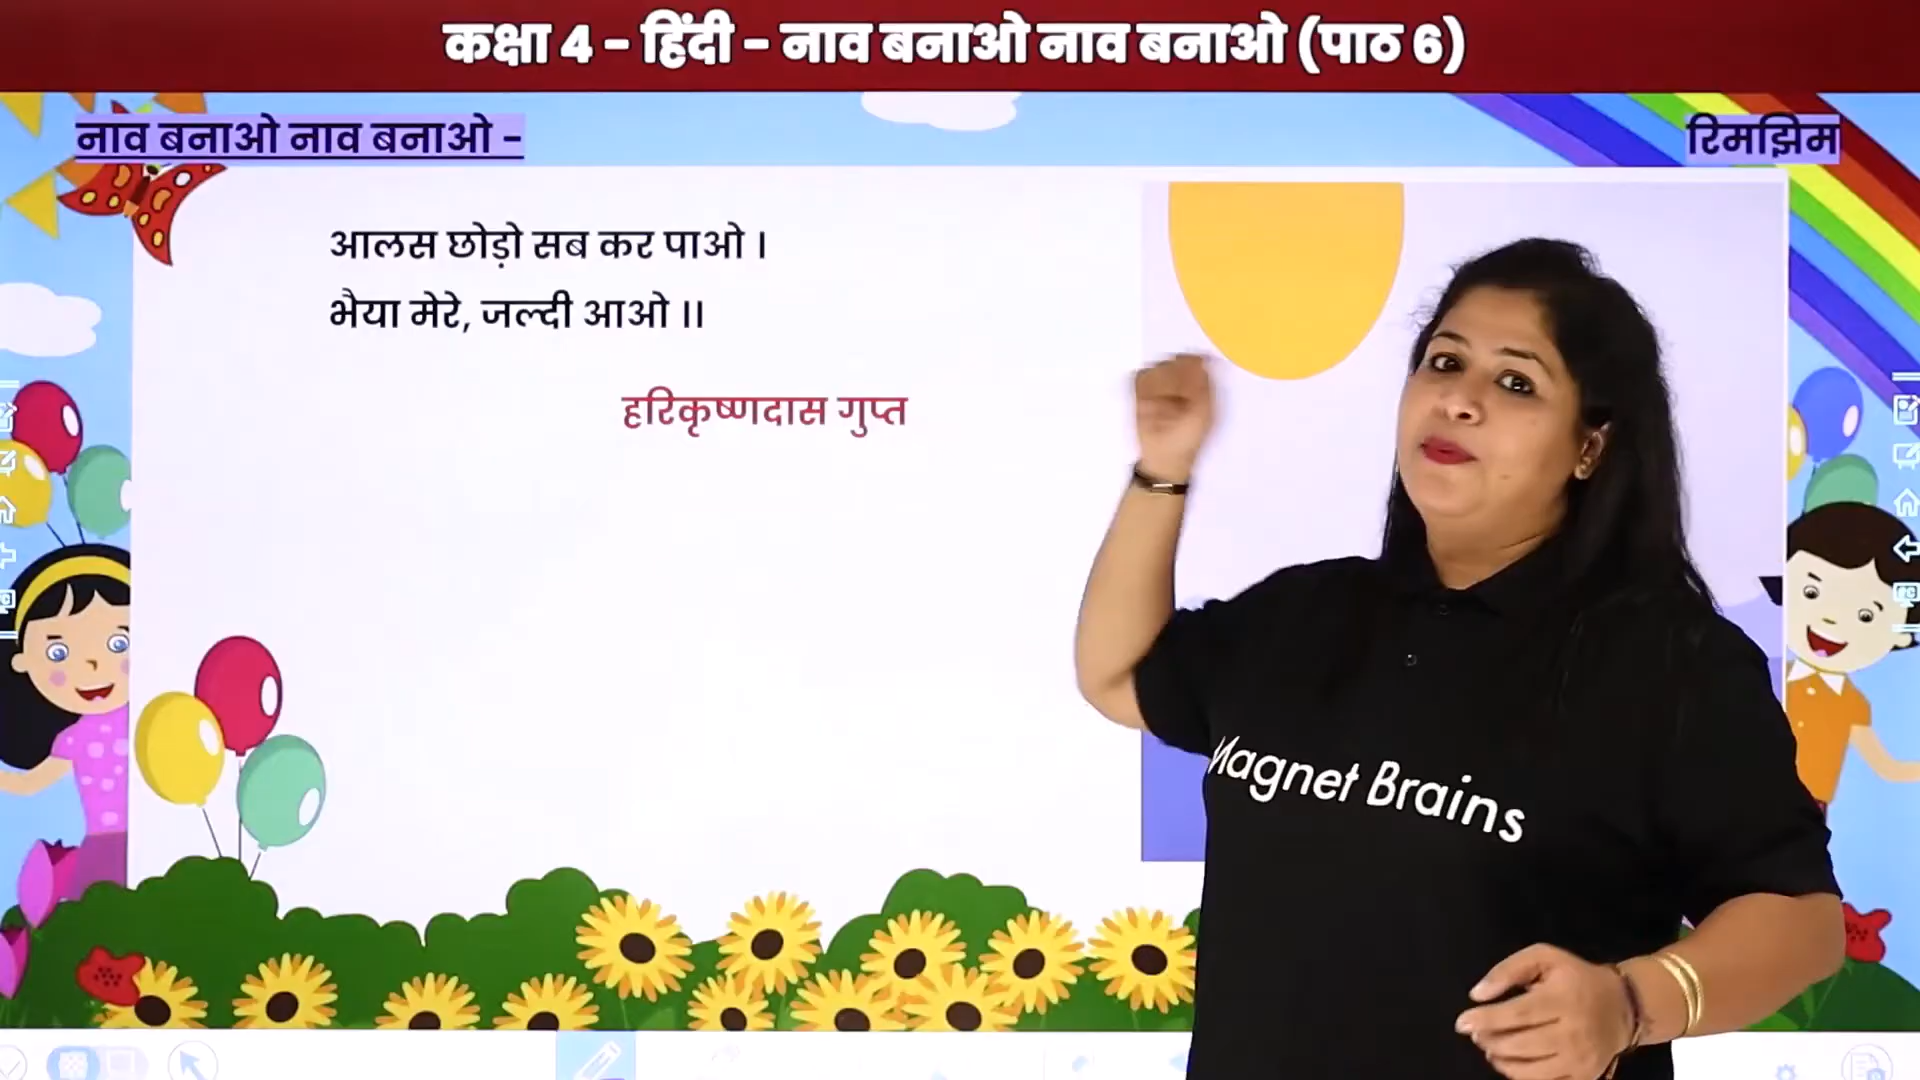 कक्षा 4 - हिंदी - नाव बनाओ नाव बनाओ (पाठ 6)
नाव बनाओ नाव बनाओ -
रिमझिम
आलस छोड़ो सब कर पाओ ।
भैया मेरे, जल्दी आओ ।।
हरिकृष्णदास गुप्त
Magnet Brains